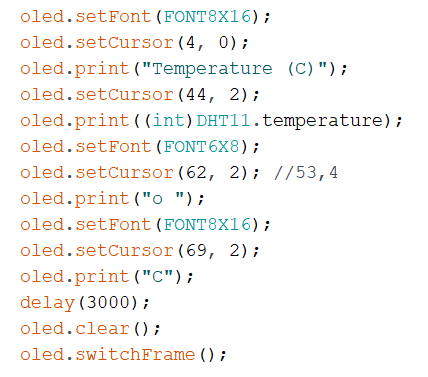 oled.setFont(FONT8X16);
oled.setCursor(4, 0);
oled.print("Temperature (C)");
oled.setCursor(44, 2);
oled.print((int)DHT11.temperature);
oled.setFont(FONT6X8);
oled.setCursor(62, 2); //53,4
oled.print("o ");
oled.setFont(FONT8X16);
oled.setCursor(69, 2);
oled.print("C");
delay(3000);
oled.clear();
oled.switchFrame();